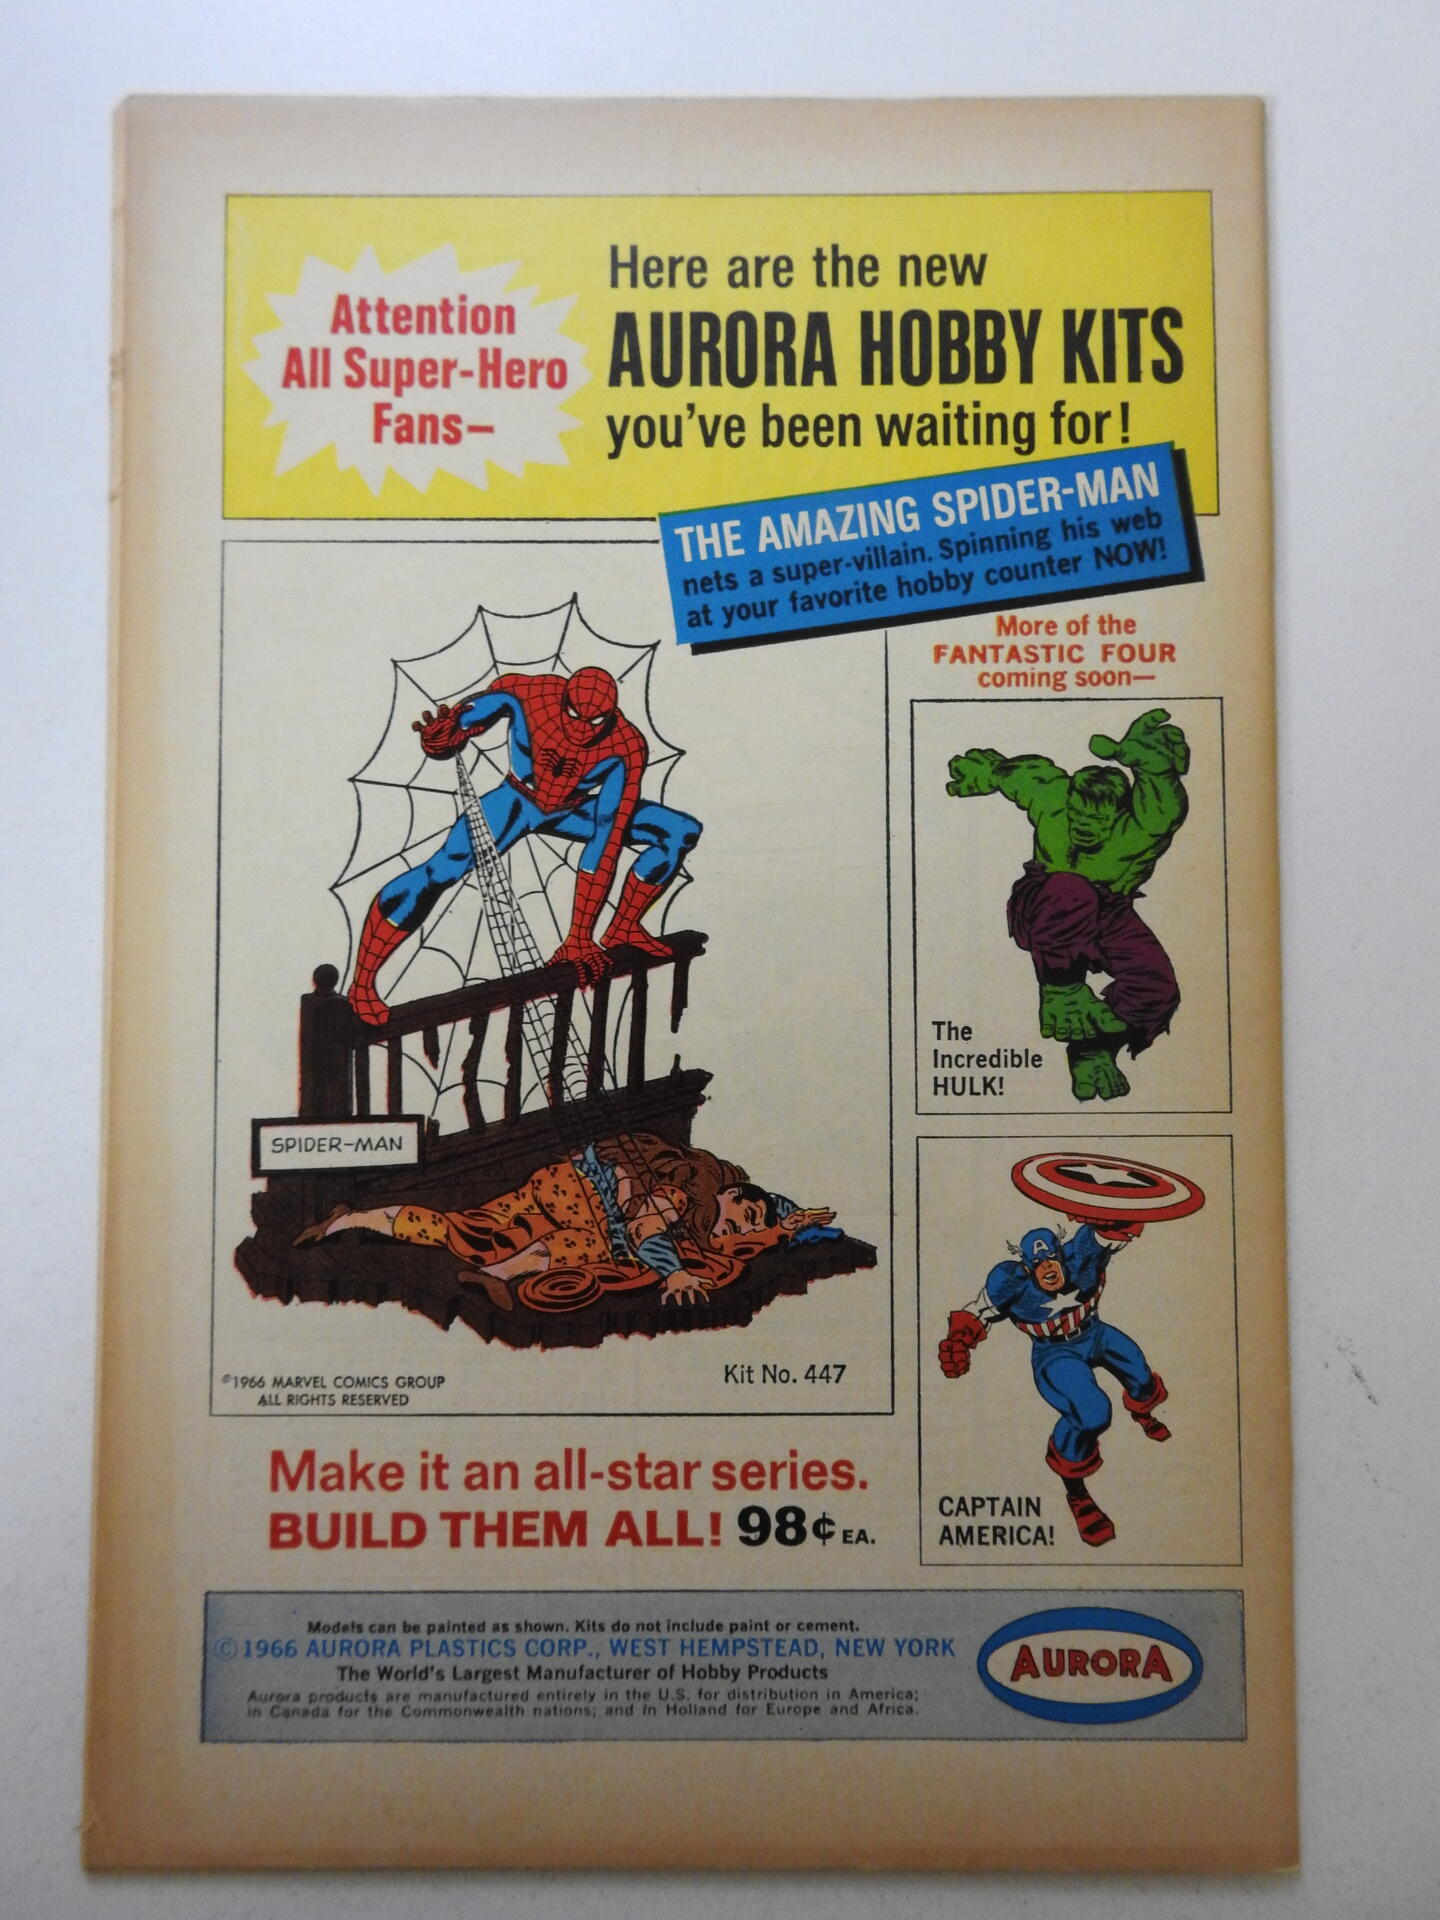 Attention
All Super-Hero
Fans—
Here are the new
AURORA HOBBY KITS
you've been waiting for!
THE AMAZING SPIDER-MAN
nets a super-villain. Spinning his web
at your favorite hobby counter NOW!
More of the
FANTASTIC FOUR
coming soon—
The
Incredible
HULK!
SPIDER-MAN
A
CAPTAIN
AMERICA!
Kit No. 447
©1966 MARVEL COMICS GROUP
ALL RIGHTS RESERVED
Make it an all-star series.
BUILD THEM ALL! 98¢ EA.
Models can be painted as shown. Kits do not include paint or cement.
©1966 AURORA PLASTICS CORP., WEST HEMPSTEAD, NEW YORK
The World's Largest Manufacturer of Hobby Products
Aurora products are manufactured entirely in the U.S. for distribution in America;
in Canada for the Commonwealth nations; and in Holland for Europe and Africa.
AURORA